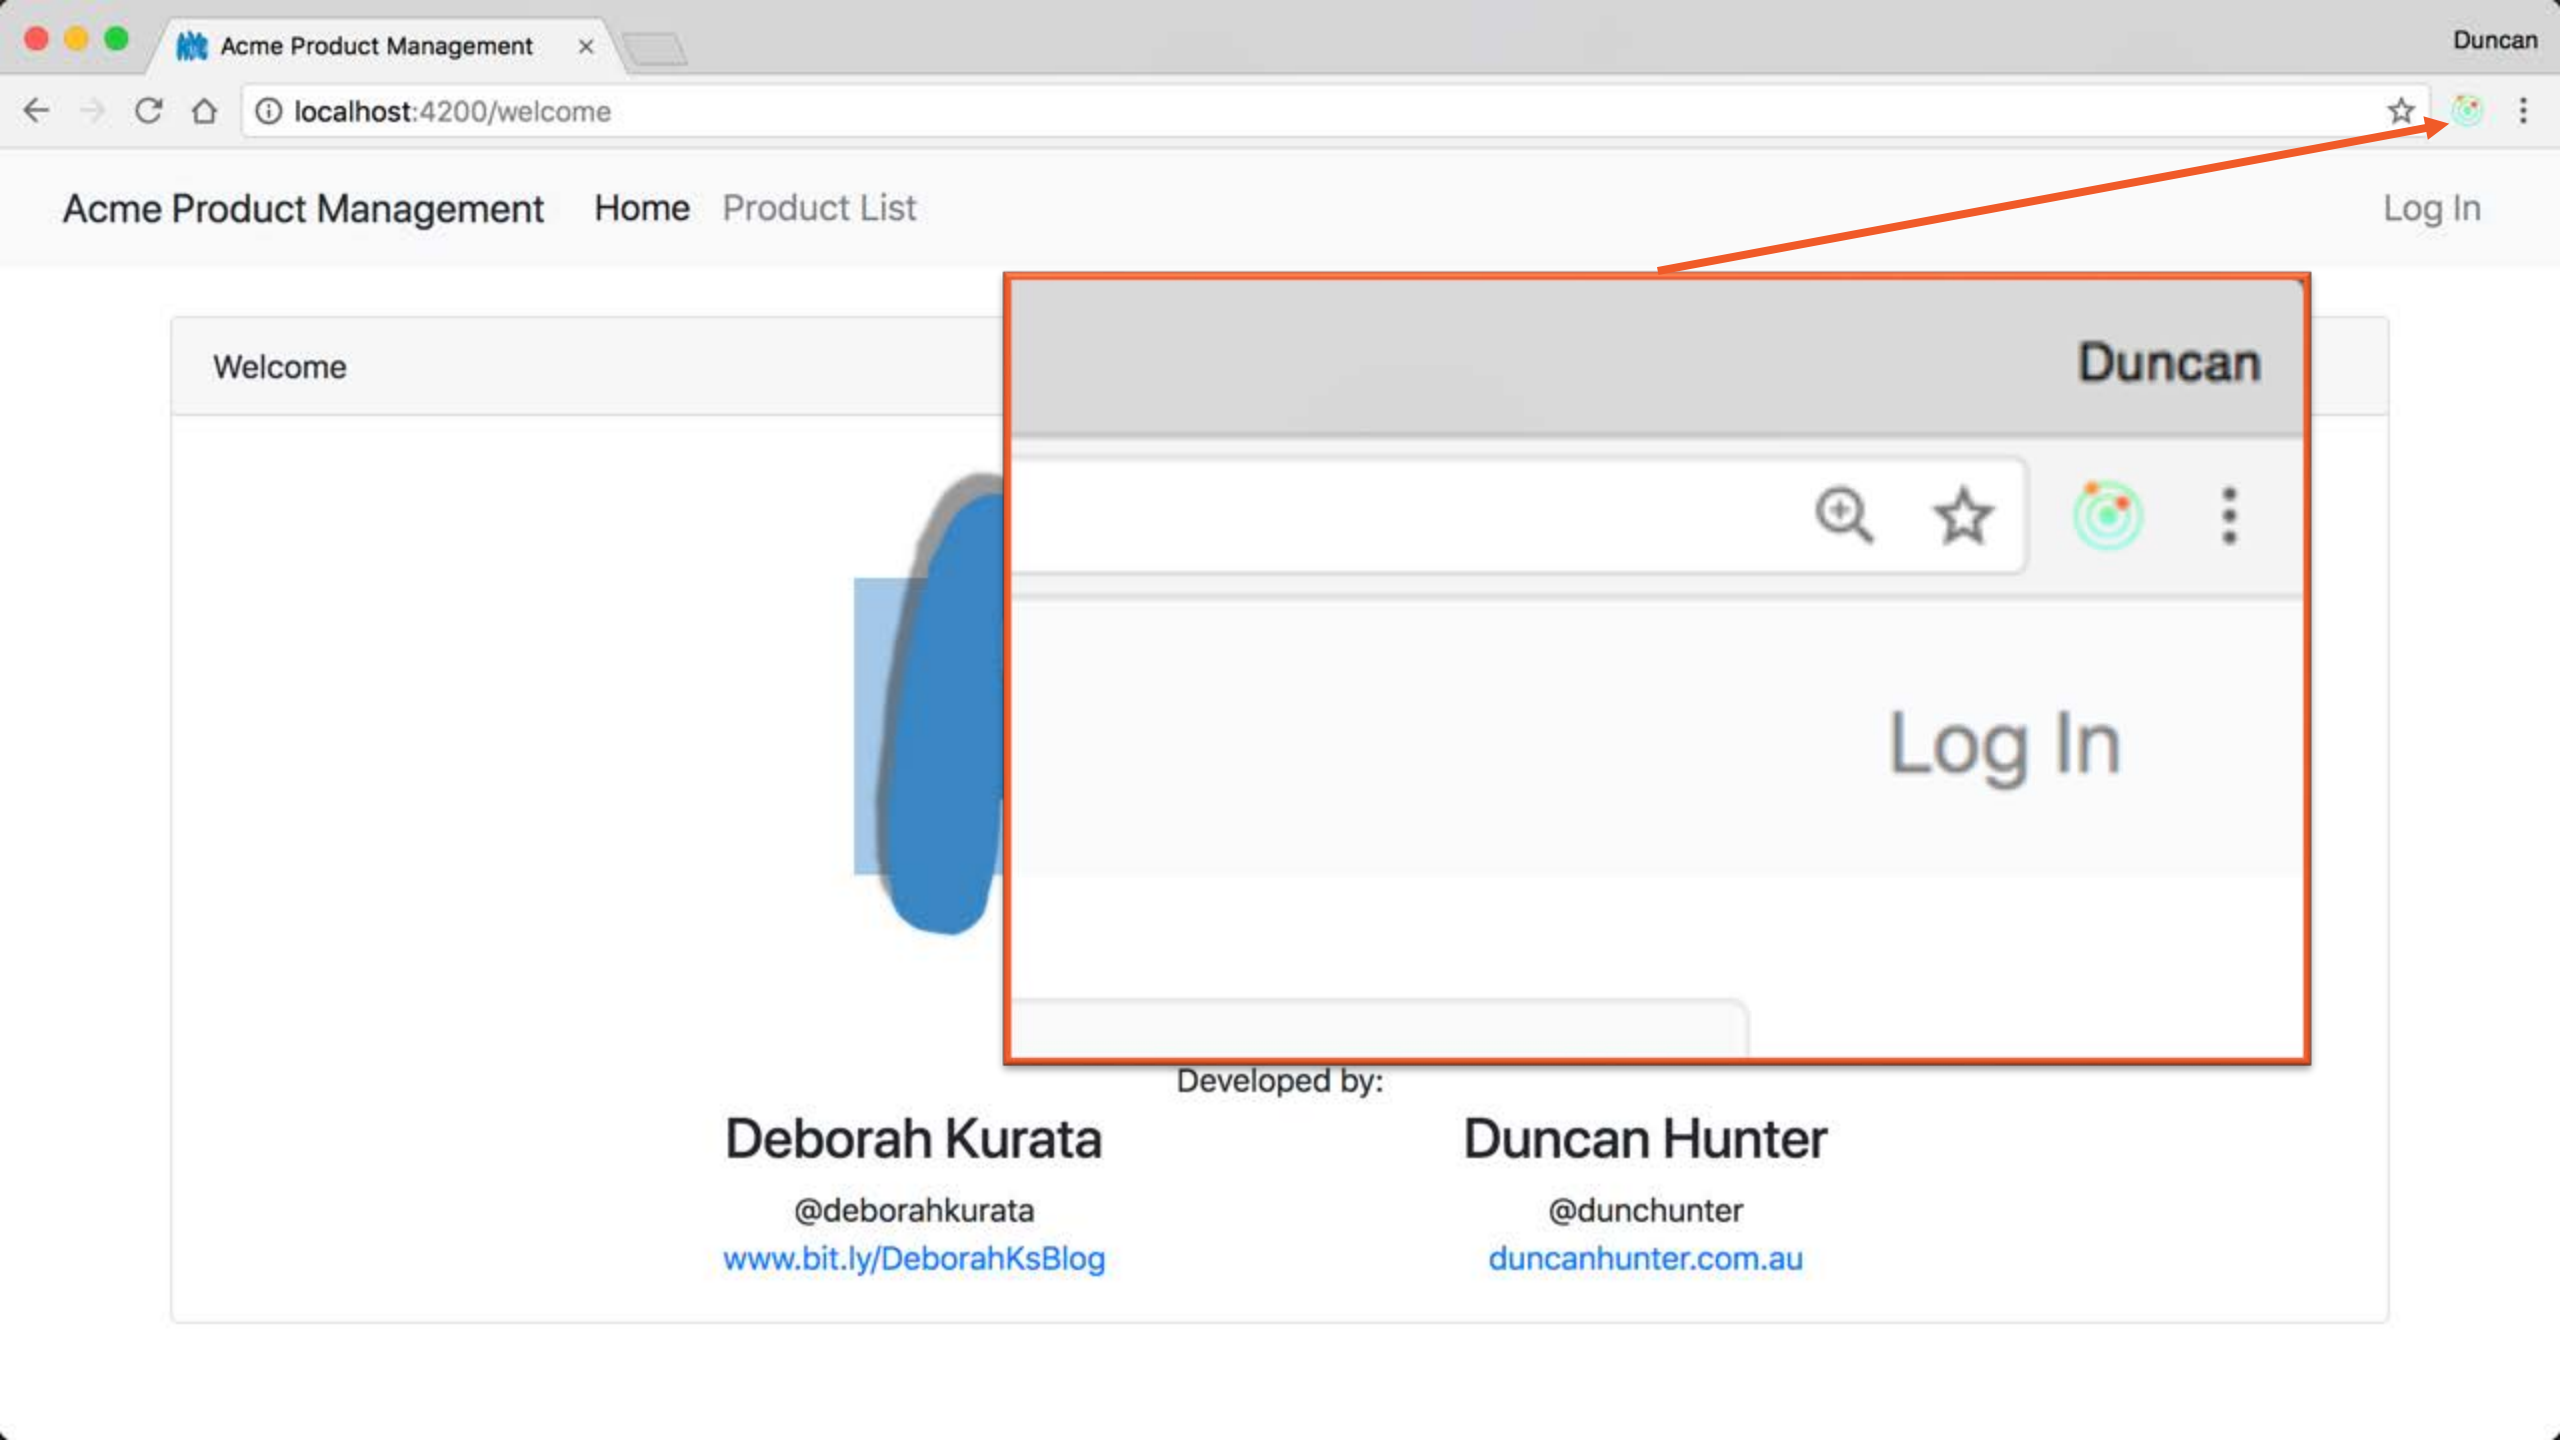 Acme Product Management
Duncan
localhost:4200/welcome
Acme Product Management Home Product List Log In
Welcome
Duncan
Log In
Developed by:
Deborah Kurata Duncan Hunter
@deborahkurata @dunchunter
www.bit.ly/DeborahKsBlog duncanhunter.com.au